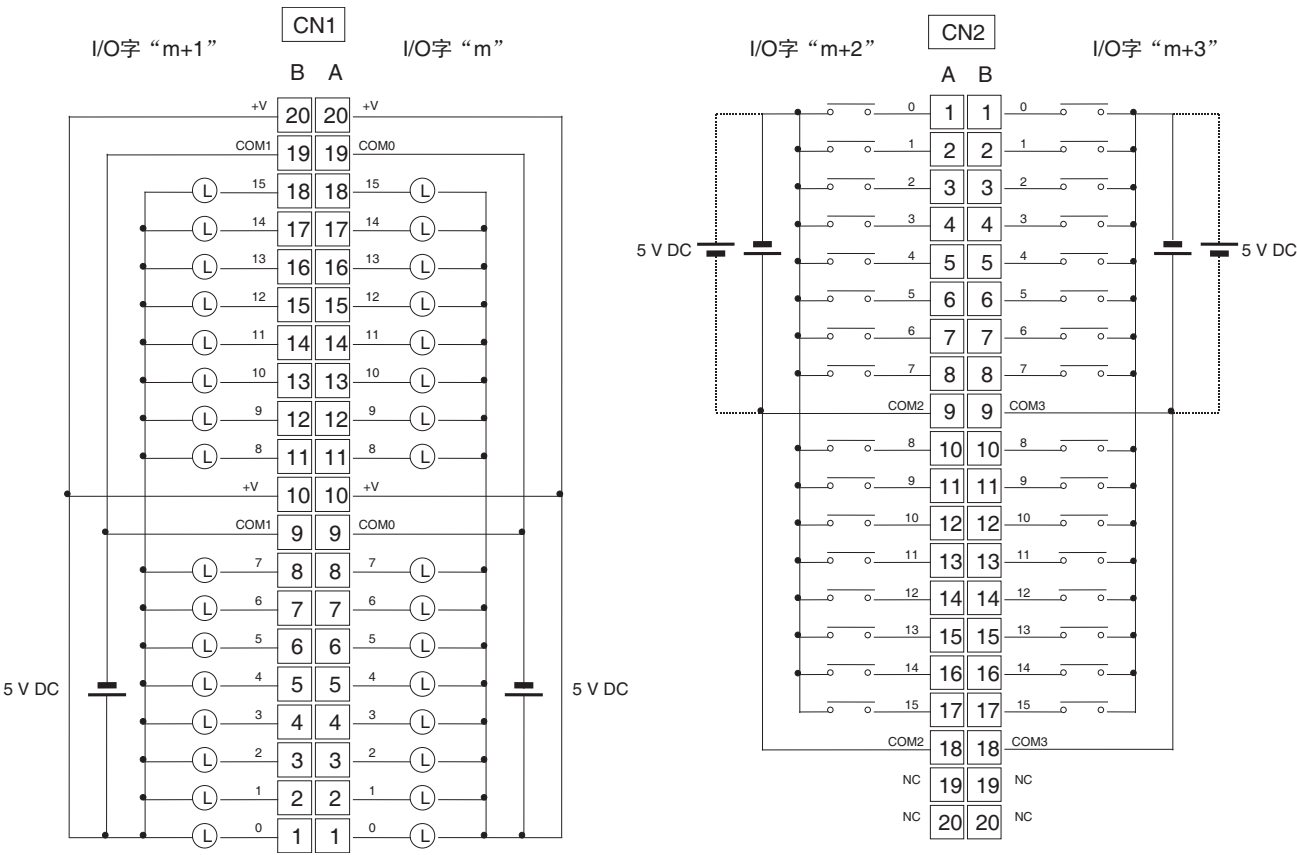 CN1
I/O字“m+1” I/O字“m”
B A
+V 20 20 +V
COM1 19 19 COM0
15 18 18 15
L L
14 17 17 14
L L
13 16 16 13
L L
12 15 15 12
L L
11 14 14 11
L L
10 13 13 10
L L
9 12 12 9
L L
8 11 11 8
L L
+V 10 10 +V
COM1 9 9 COM0
7 8 8 7
L L
6 7 7 6
L L
5 6 6 5
L L
4 5 5 4
L L
5 V DC 5 V DC
3 4 4 3
L L
2 3 3 2
L L
1 2 2 1
L L
0 1 1 0
L L
CN2
I/O字“m+2” I/O字“m+3”
A B
0 1 1 0
1 2 2 1
2 3 3 2
3 4 4 3
5 V DC 5 V DC
4 5 5 4
5 6 6 5
6 7 7 6
7 8 8 7
COM2 9 9 COM3
8 10 10 8
9 11 11 9
10 12 12 10
11 13 13 11
12 14 14 12
13 15 15 13
14 16 16 14
15 17 17 15
COM2 18 18 COM3
NC 19 19 NC
NC 20 20 NC